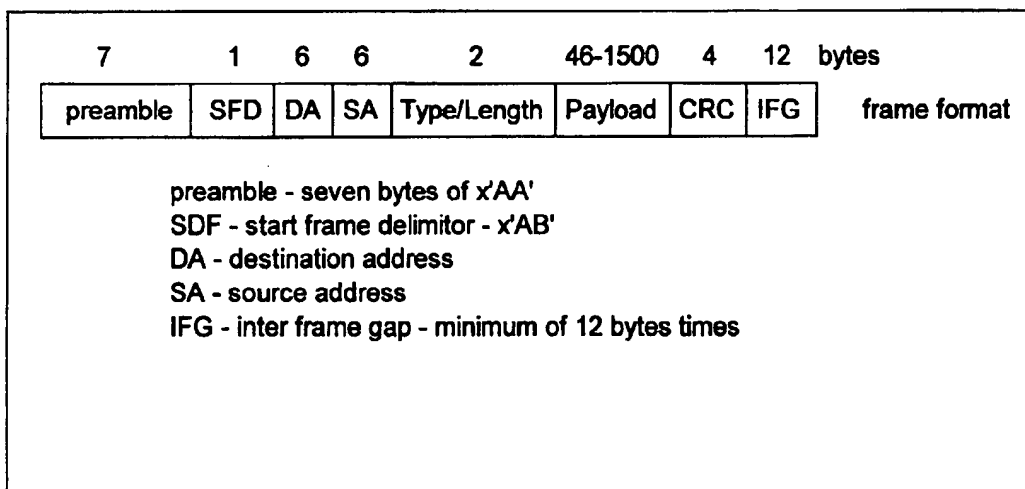 7 1 6 6 2 46-1500 4 12 bytes
preamble SFD DA SA Type/Length Payload CRC IFG frame format
preamble - seven bytes of x'AA'
SDF - start frame delimitor - x'AB'
DA - destination address
SA - source address
IFG - inter frame gap - minimum of 12 bytes times